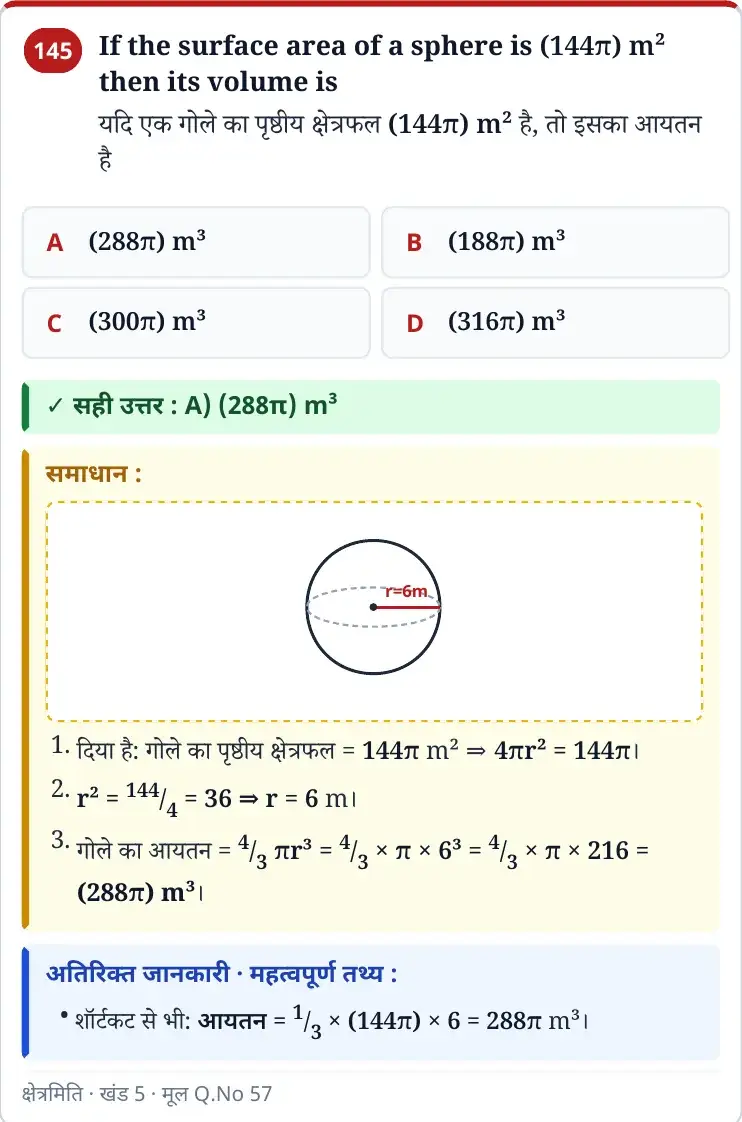 145
If the surface area of a sphere is (144π) m²
then its volume is
यदि एक गोले का पृष्ठीय क्षेत्रफल (144π) m² है, तो इसका आयतन
है
A (288π) m³
B (188π) m³
C (300π) m³
D (316π) m³
✓ सही उत्तर : A) (288π) m³
समाधान :
r=6m
1. दिया है: गोले का पृष्ठीय क्षेत्रफल = 144π m² ⇒ 4πr² = 144π।
2. r² = ¹⁴⁴/₄ = 36 ⇒ r = 6 m।
3. गोले का आयतन = ⁴/₃ πr³ = ⁴/₃ × π × 6³ = ⁴/₃ × π × 216 =
(288π) m³।
अतिरिक्त जानकारी · महत्वपूर्ण तथ्य :
• शॉर्टकट से भी: आयतन = ¹/₃ × (144π) × 6 = 288π m³।
क्षेत्रमिति · खंड 5 · मूल Q.No 57